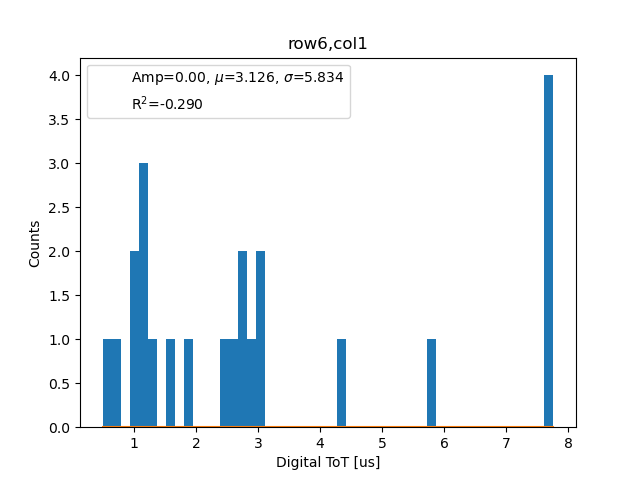 row6,col1
Amp=0.00, μ=3.126, σ=5.834
R²=-0.290
4.0
3.5
3.0
2.5
2.0
1.5
1.0
0.5
0.0
Counts
1 2 3 4 5 6 7 8
Digital ToT [us]